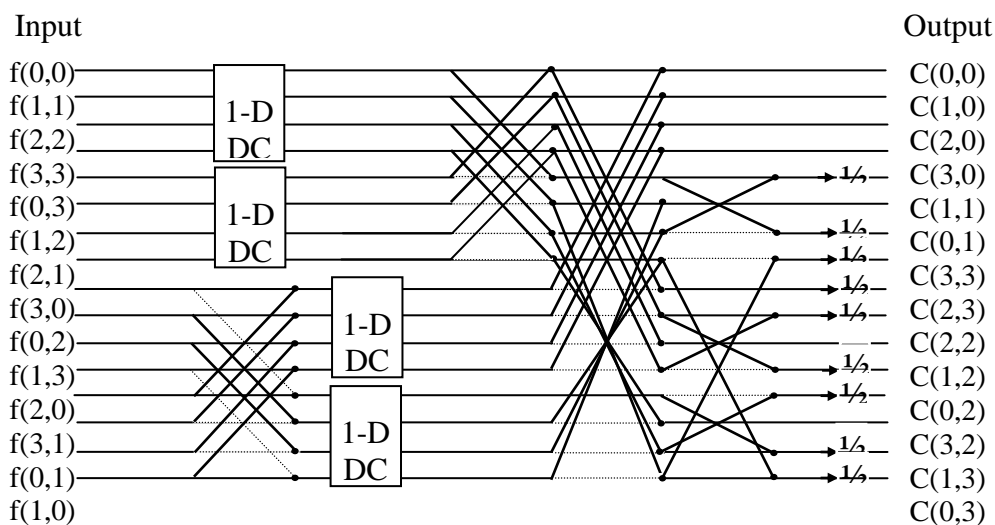 Input
Output
f(0,0)
f(1,1)
f(2,2)
f(3,3)
f(0,3)
f(1,2)
f(2,1)
f(3,0)
f(0,2)
f(1,3)
f(2,0)
f(3,1)
f(0,1)
f(1,0)
1-D
DC
1-D
DC
1-D
DC
1-D
DC
½
½
½
½
½
½
½
½
½
C(0,0)
C(1,0)
C(2,0)
C(3,0)
C(1,1)
C(0,1)
C(3,3)
C(2,3)
C(2,2)
C(1,2)
C(0,2)
C(3,2)
C(1,3)
C(0,3)